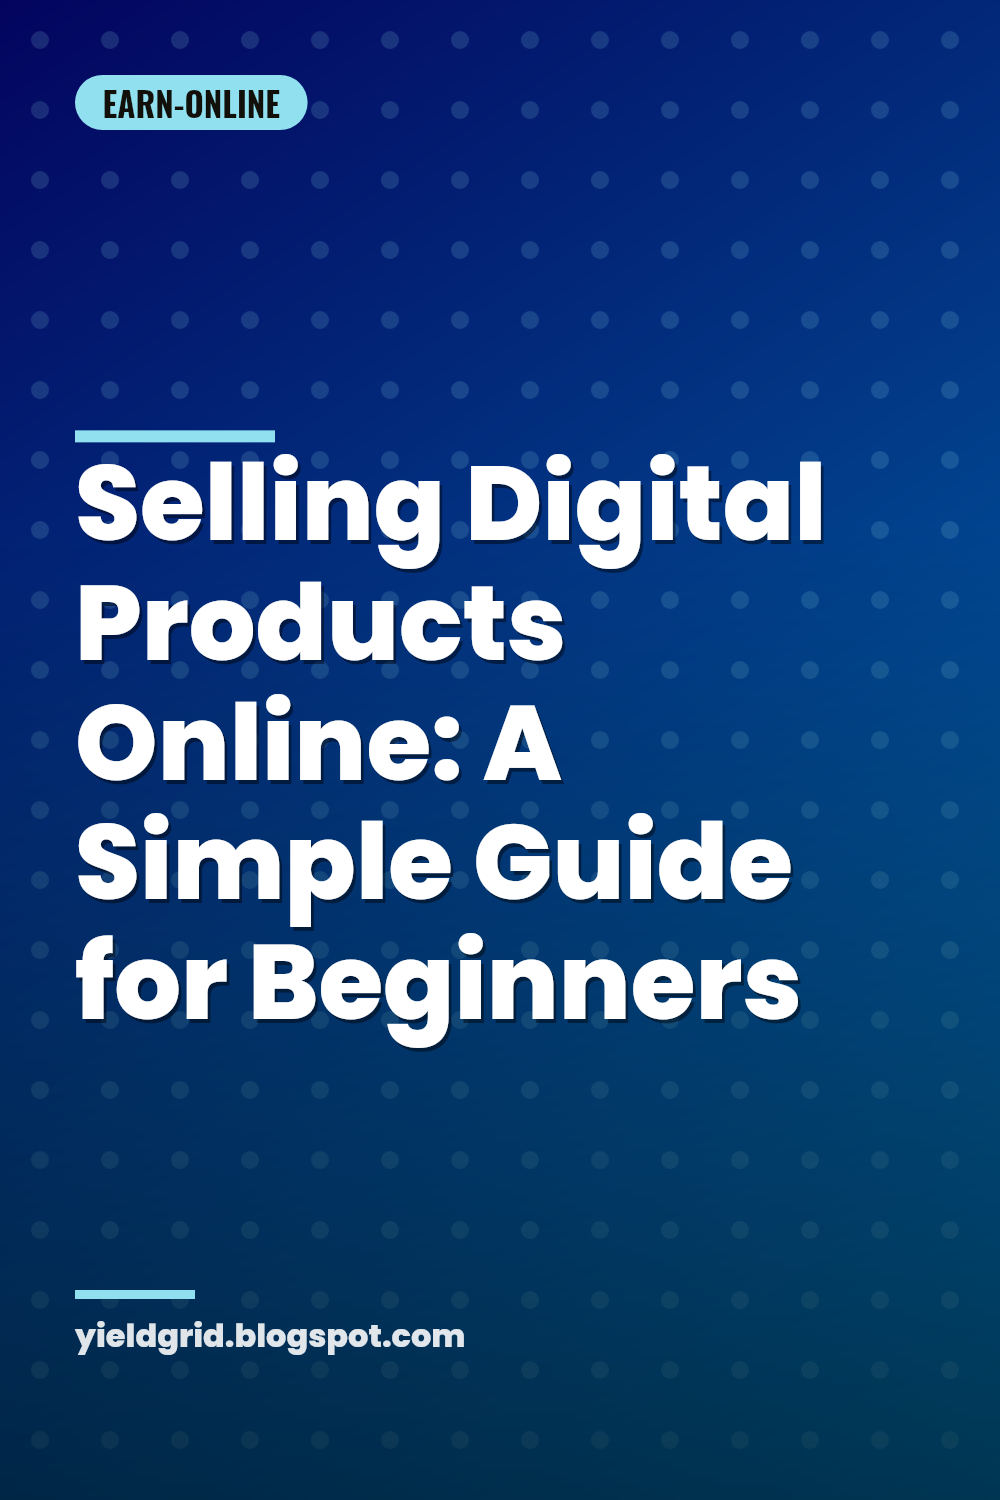 EARN-ONLINE
Selling Digital
Products
Online: A
Simple Guide
for Beginners
yieldgrid.blogspot.com